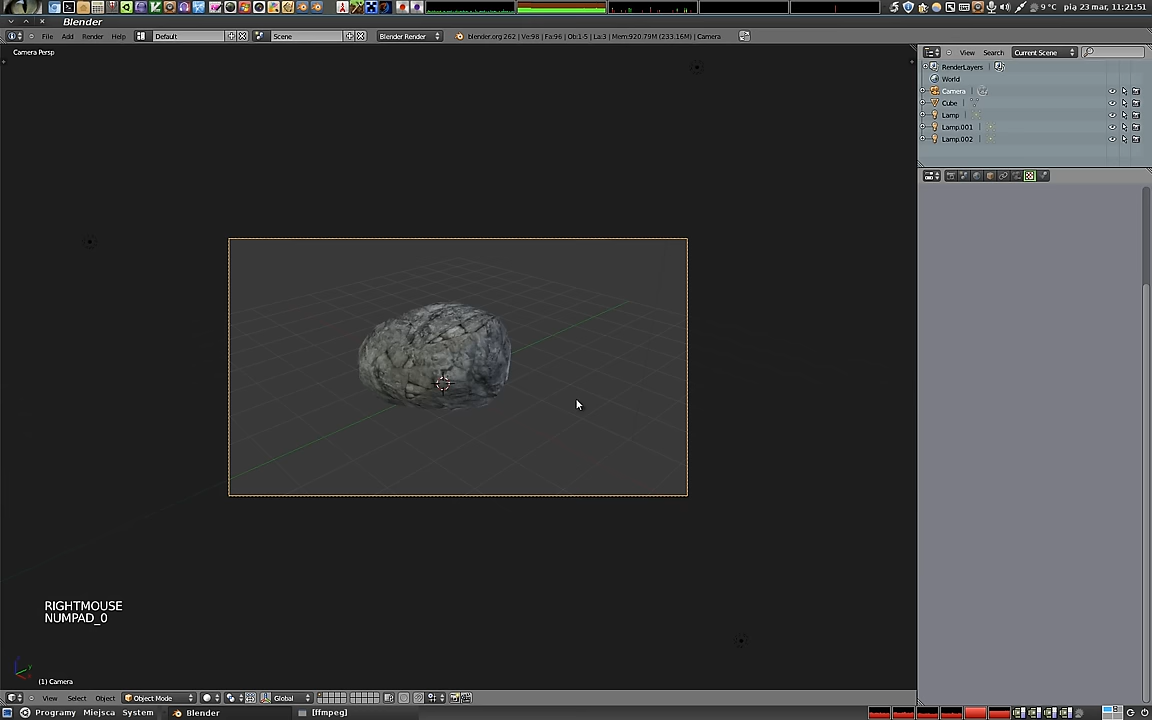 9 °C pią 23 mar, 11:21:51
Blender
File Add Render Help Default Scene Blender Render blender.org 262 | Ve:98 | Fa:96 | Ob:1-5 | La:3 | Mem:920.79M (233.16M) | Camera
View Search: Current Scene
Camera Persp
RenderLayers |
World
Camera |
Cube |
Lamp |
Lamp.001 |
Lamp.002 |
RIGHTMOUSE
NUMPAD_0
(1) Camera
View Select Object Object Mode Global
Programy Miejsca System Blender [ffmpeg]